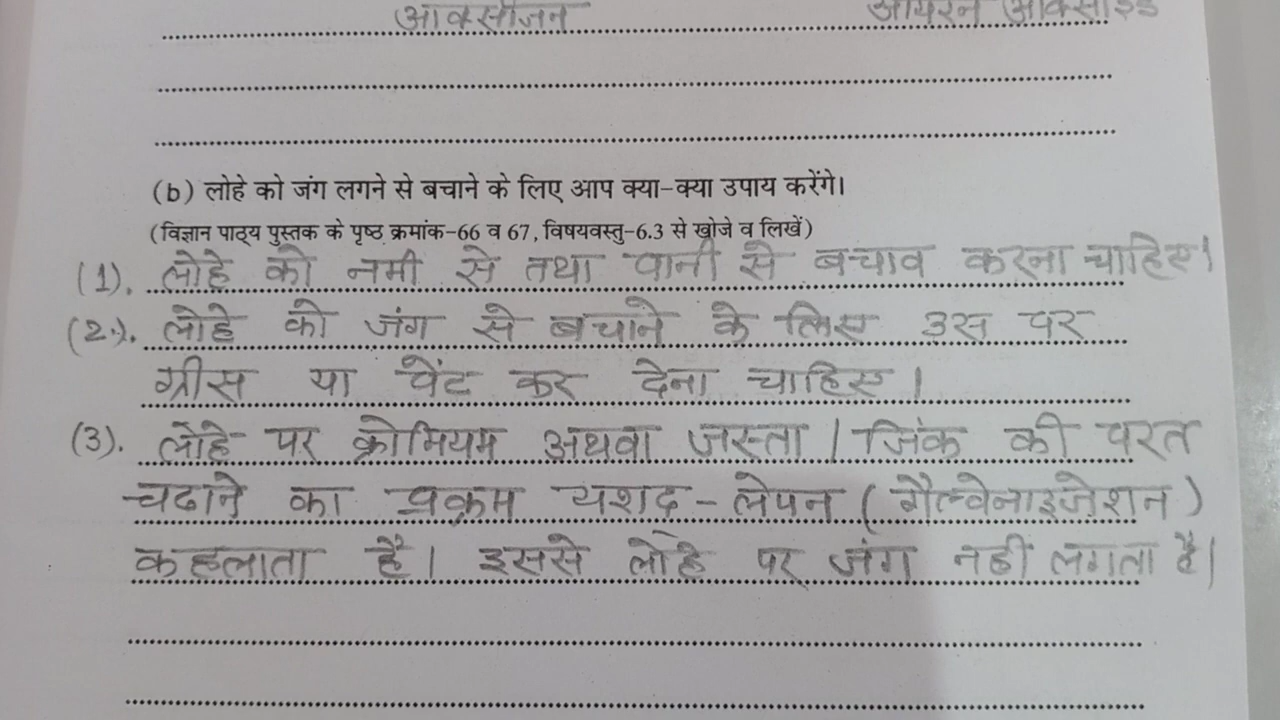 आक्सीजन आयरन आक्साइड
(b) लोहे को जंग लगने से बचाने के लिए आप क्या-क्या उपाय करेंगे।
(विज्ञान पाठ्य पुस्तक के पृष्ठ क्रमांक-66 व 67, विषयवस्तु-6.3 से खोजे व लिखें)
(1). लोहे को नमी से तथा पानी से बचाव करना चाहिए।
(2.). लोहे को जंग से बचाने के लिए उस पर
ग्रीस या पेंट कर देना चाहिए।
(3). लोहे पर क्रोमियम अथवा जस्ता / जिंक की परत
चढाने का प्रक्रम यशद-लेपन (गैल्वेनाइजेशन)
कहलाता है। इससे लोहे पर जंग नहीं लगता है।